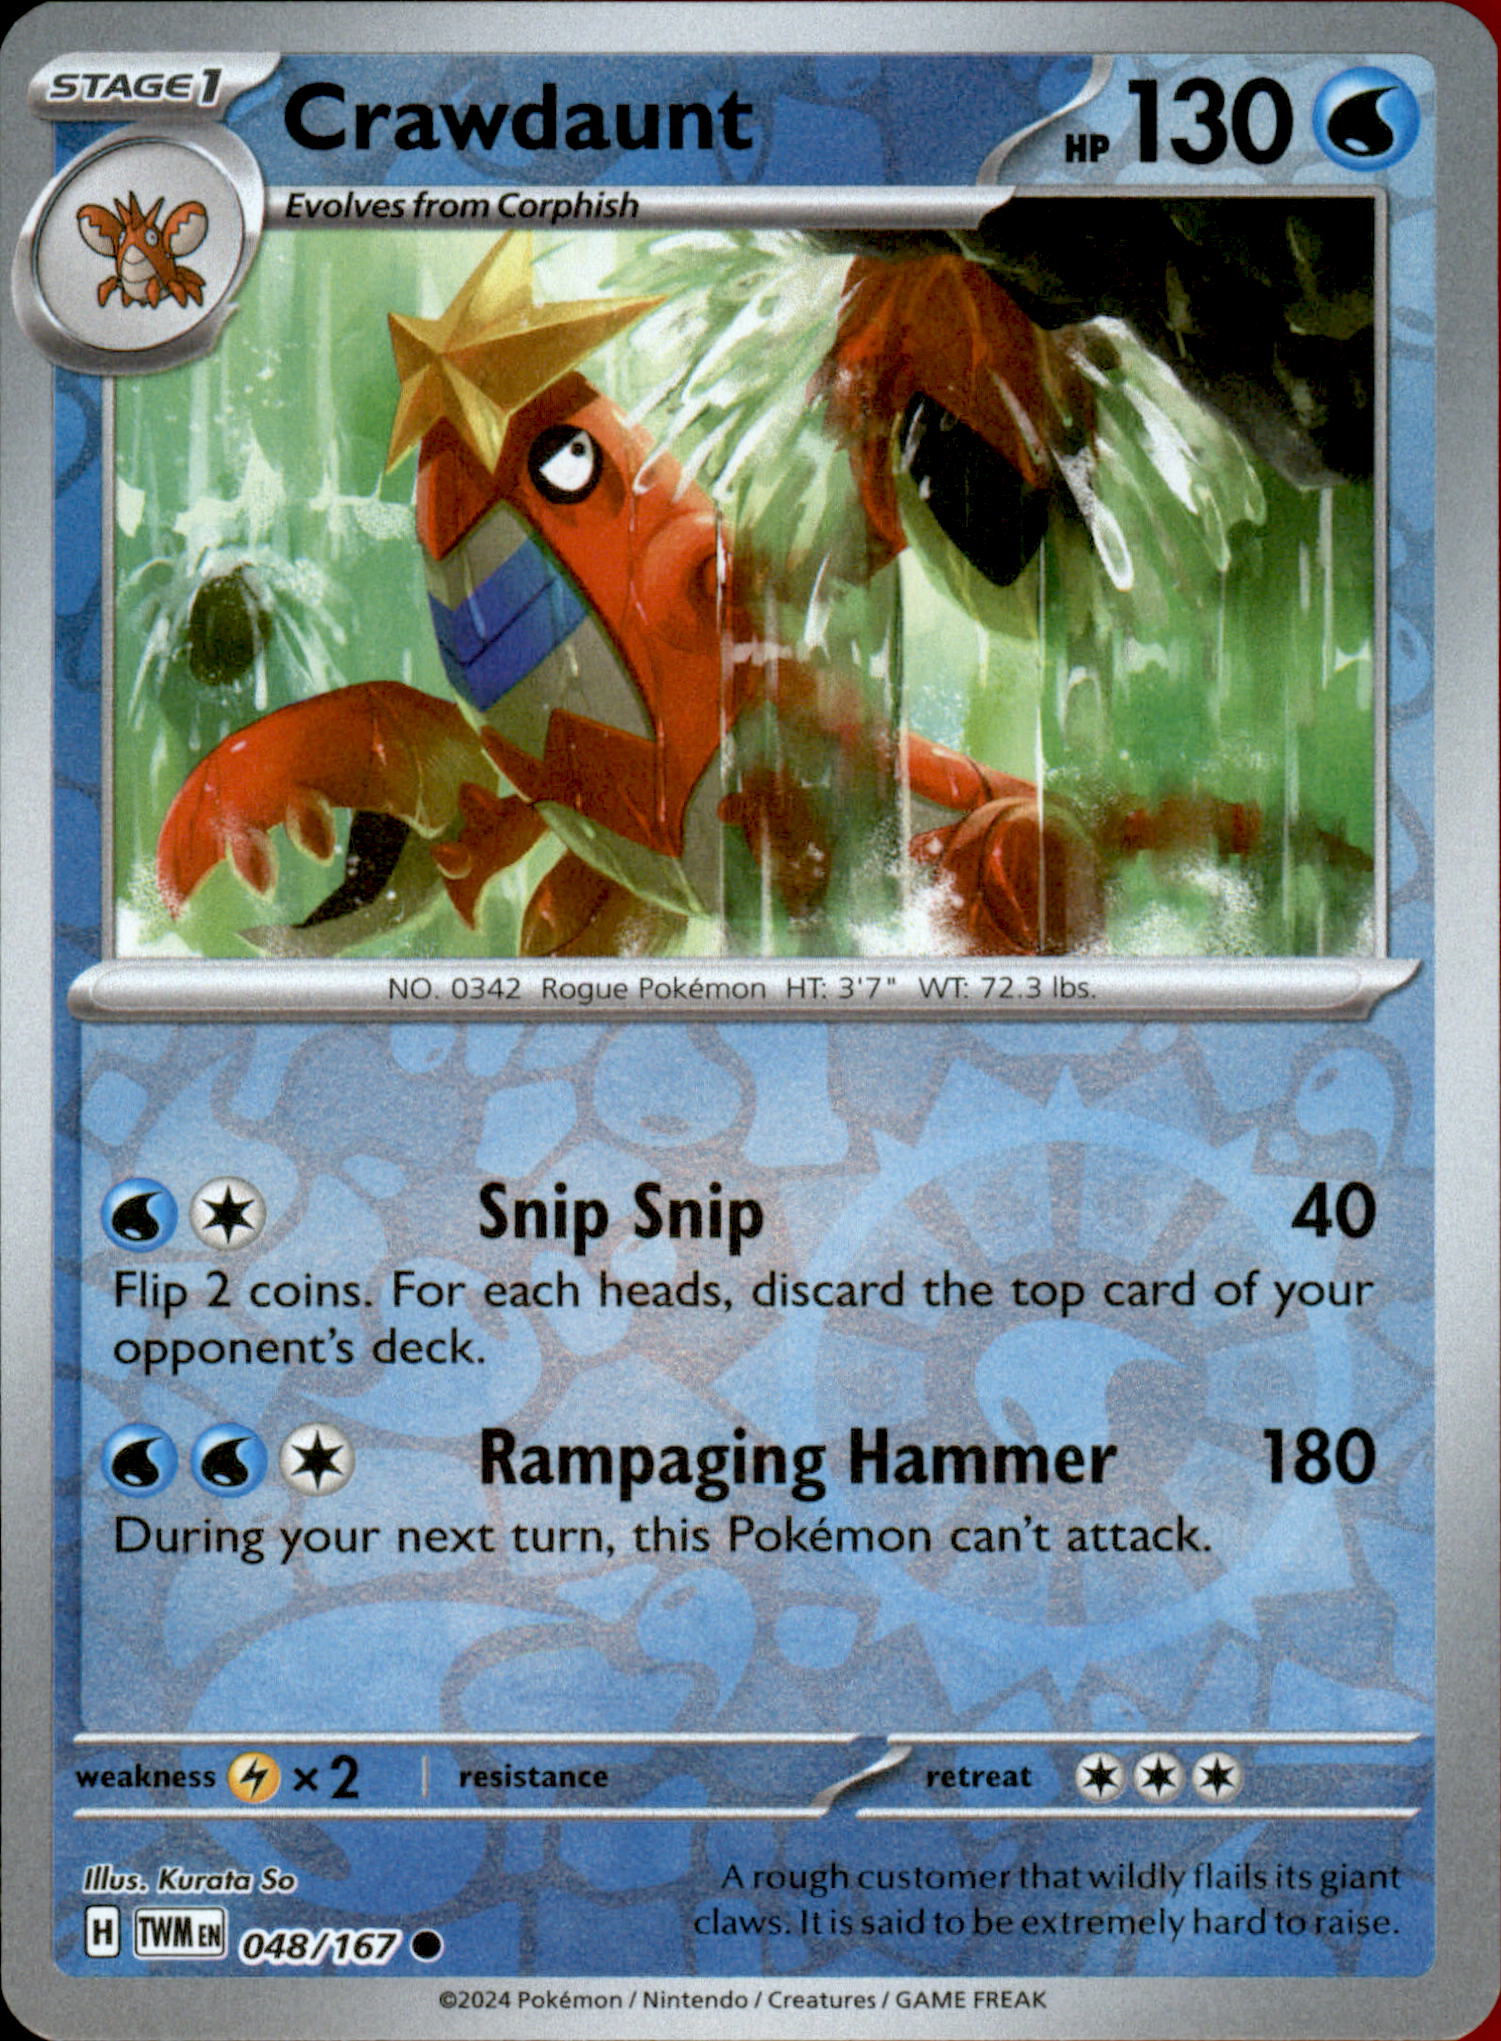 STAGE 1
Crawdaunt
HP 130
Evolves from Corphish
NO. 0342 Rogue Pokémon HT: 3'7" WT: 72.3 lbs.
Snip Snip 40
Flip 2 coins. For each heads, discard the top card of your
opponent's deck.
Rampaging Hammer 180
During your next turn, this Pokémon can't attack.
weakness ×2 resistance retreat
Illus. Kurata So
A rough customer that wildly flails its giant
claws. It is said to be extremely hard to raise.
H TWM EN 048/167
©2024 Pokémon / Nintendo / Creatures / GAME FREAK